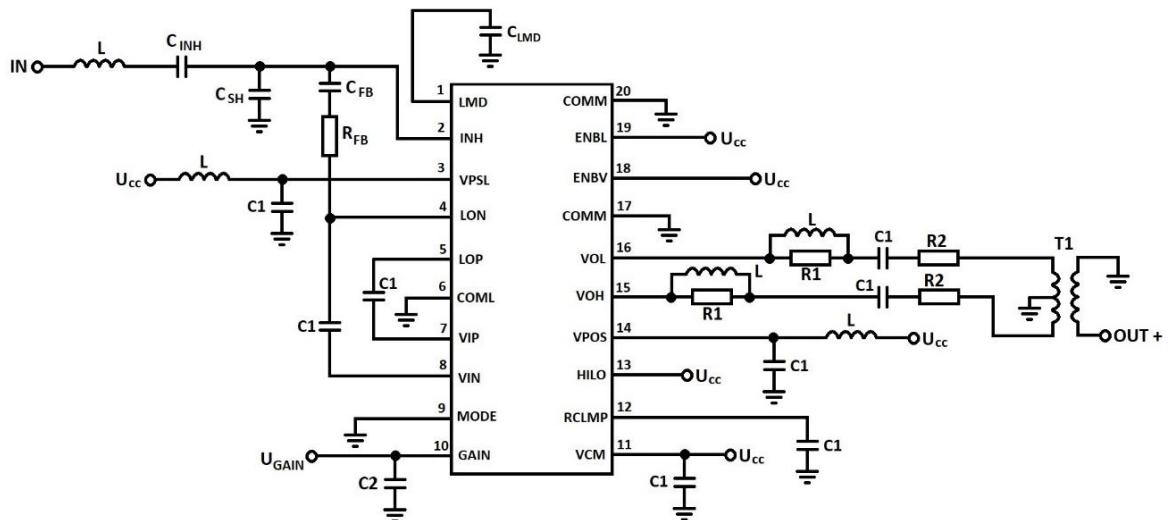 L
C INH
C LMD
IN
C SH
C FB
R FB
1
LMD
COMM
20
2
INH
ENBL
19
Ucc
L
Ucc
3
VPSL
ENBV
18
Ucc
C1
4
LON
COMM
17
L
C1
R2
T1
5
LOP
VOL
16
R1
L
C1
6
COML
VOH
15
R1
C1
R2
C1
7
VIP
VPOS
14
L
Ucc
OUT +
C1
8
VIN
HILO
13
Ucc
9
MODE
RCLMP
12
C1
UGAIN
10
GAIN
VCM
11
Ucc
C2
C1